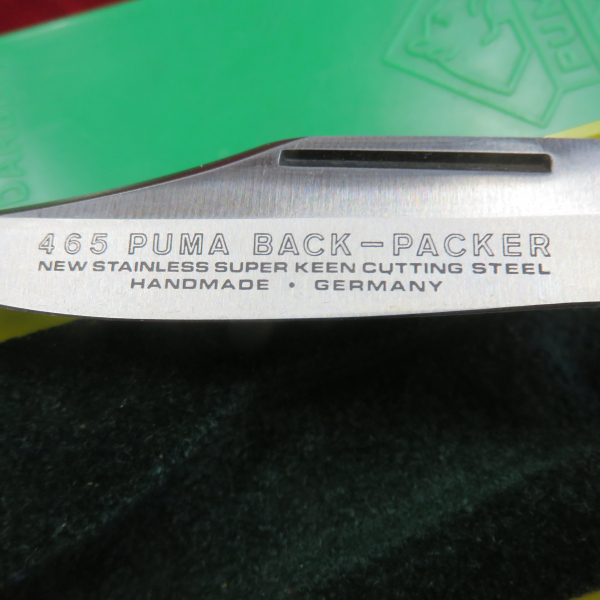 465 PUMA BACK-PACKER
NEW STAINLESS SUPER KEEN CUTTING STEEL
HANDMADE · GERMANY